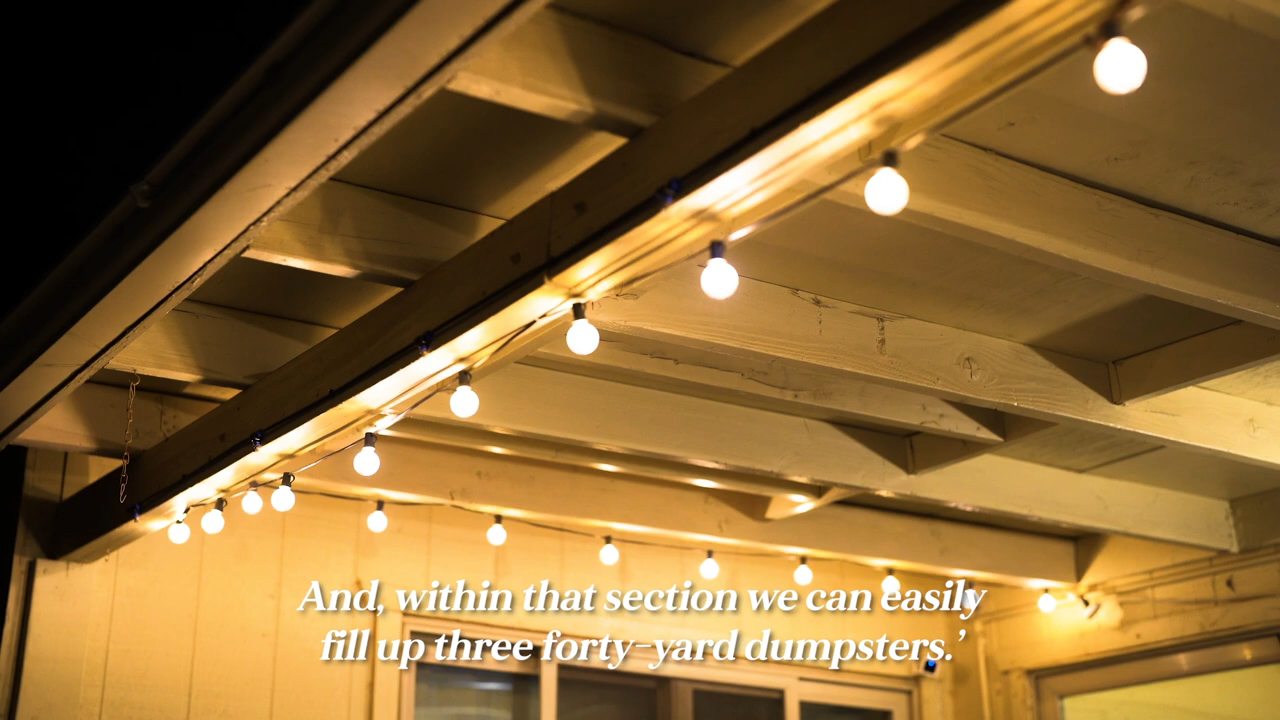 And, within that section we can easily
fill up three forty-yard dumpsters.’